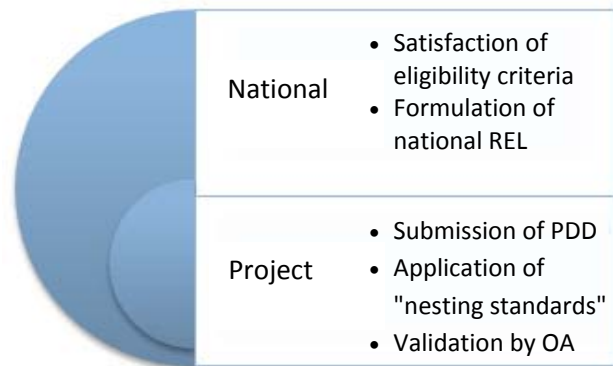 National
• Satisfaction of
eligibility criteria
• Formulation of
national REL
Project
• Submission of PDD
• Application of
"nesting standards"
• Validation by OA